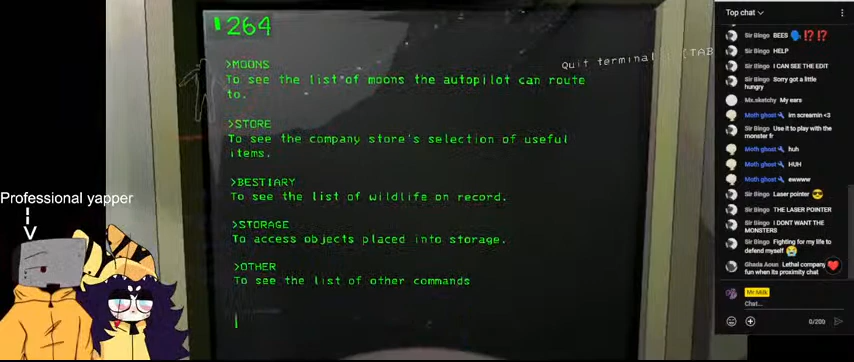 264
Quit terminal: [TAB
>MOONS
To see the list of moons the autopilot can route
to.
>STORE
To see the company store's selection of useful
items.
>BESTIARY
To see the list of wildlife on record.
>STORAGE
To access objects placed into storage.
>OTHER
To see the list of other commands
Professional yapper
Top chat
Sir Bingo BEES 🗣️ ⁉️ ⁉️
Sir Bingo HELP
Sir Bingo I CAN SEE THE EDIT
Sir Bingo Sorry got a little
hungry
Mx.sketchy My ears
Moth ghost im screamin <3
Sir Bingo Use it to play with the
monster fr
Moth ghost huh
Moth ghost HUH
Moth ghost ewwww
Sir Bingo Laser pointer 😎
Sir Bingo THE LASER POINTER
Sir Bingo I DONT WANT THE
MONSTERS
Sir Bingo Fighting for my life to
defend myself 😭
Ghada Aoun Lethal company
fun when its proximity chat
Mr Milk
Chat...
0/200